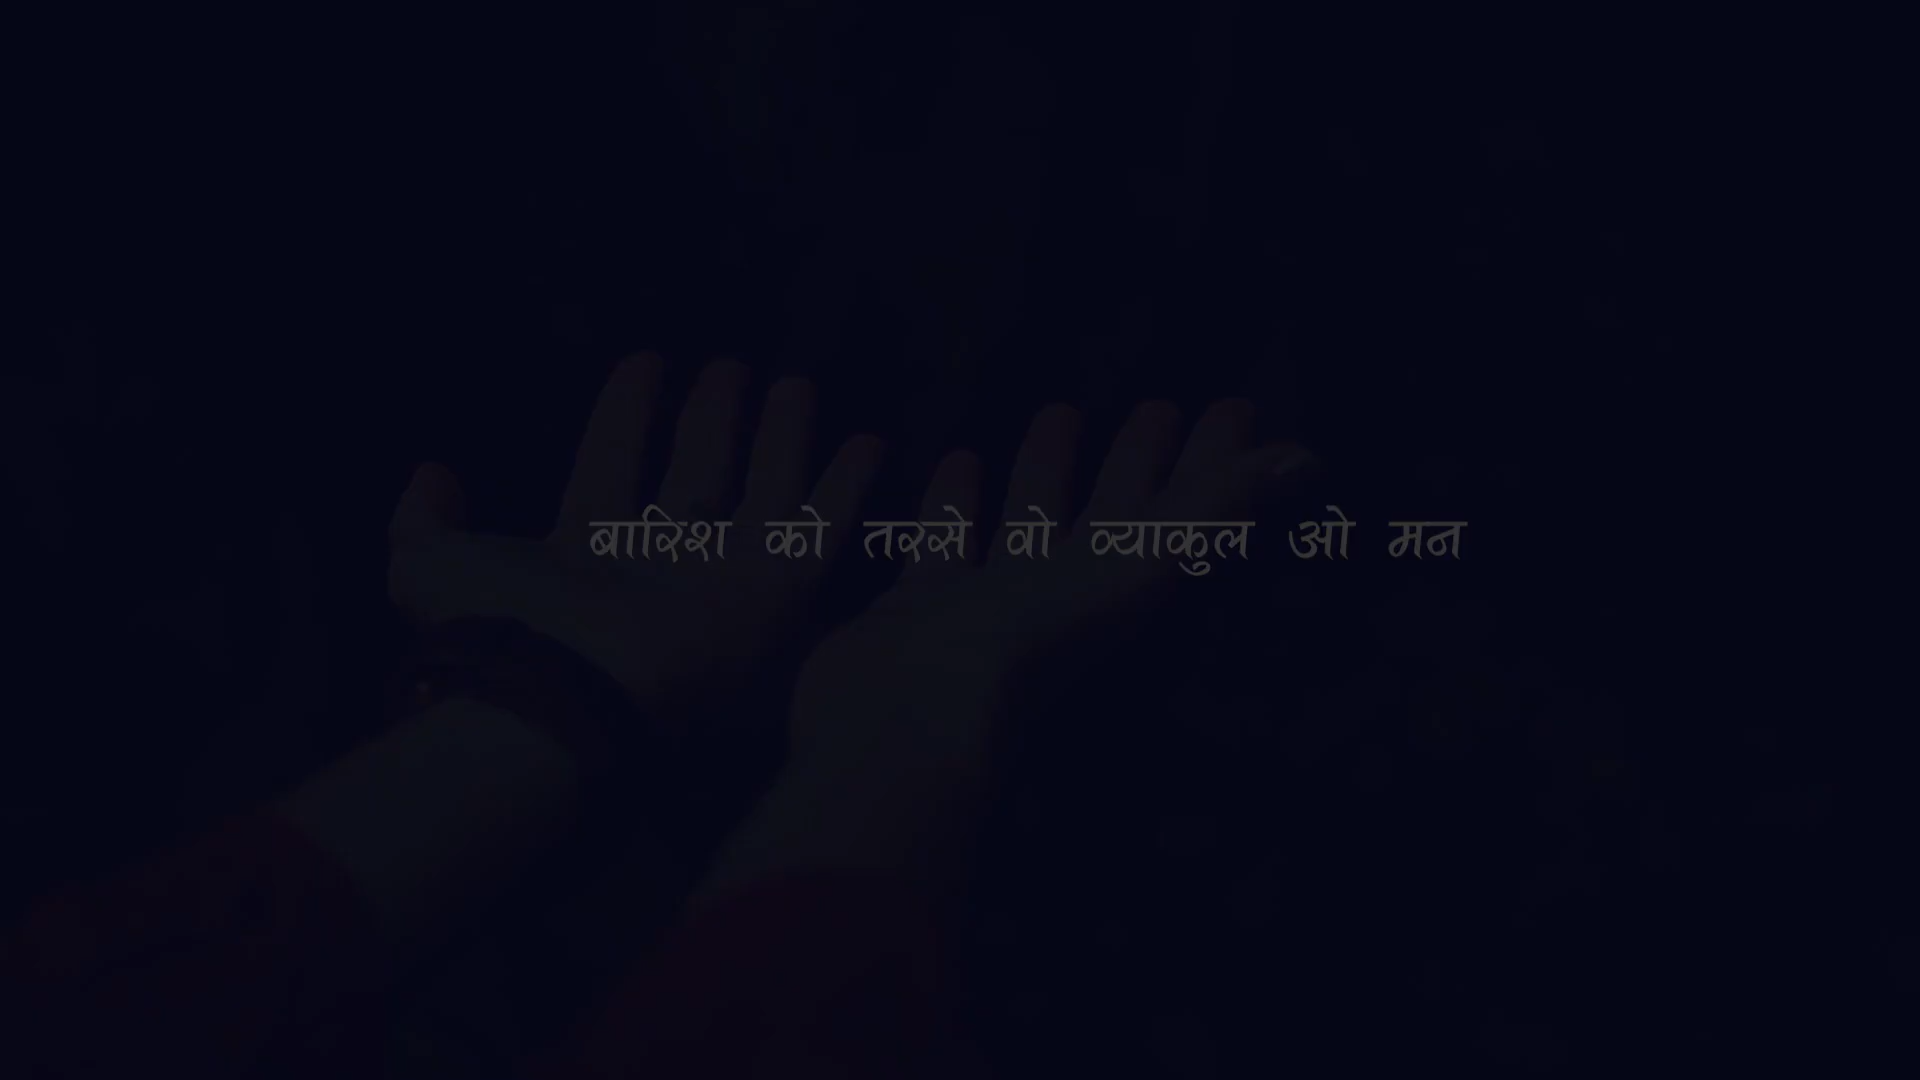 बारिश को तरसे वो व्याकुल ओ मन